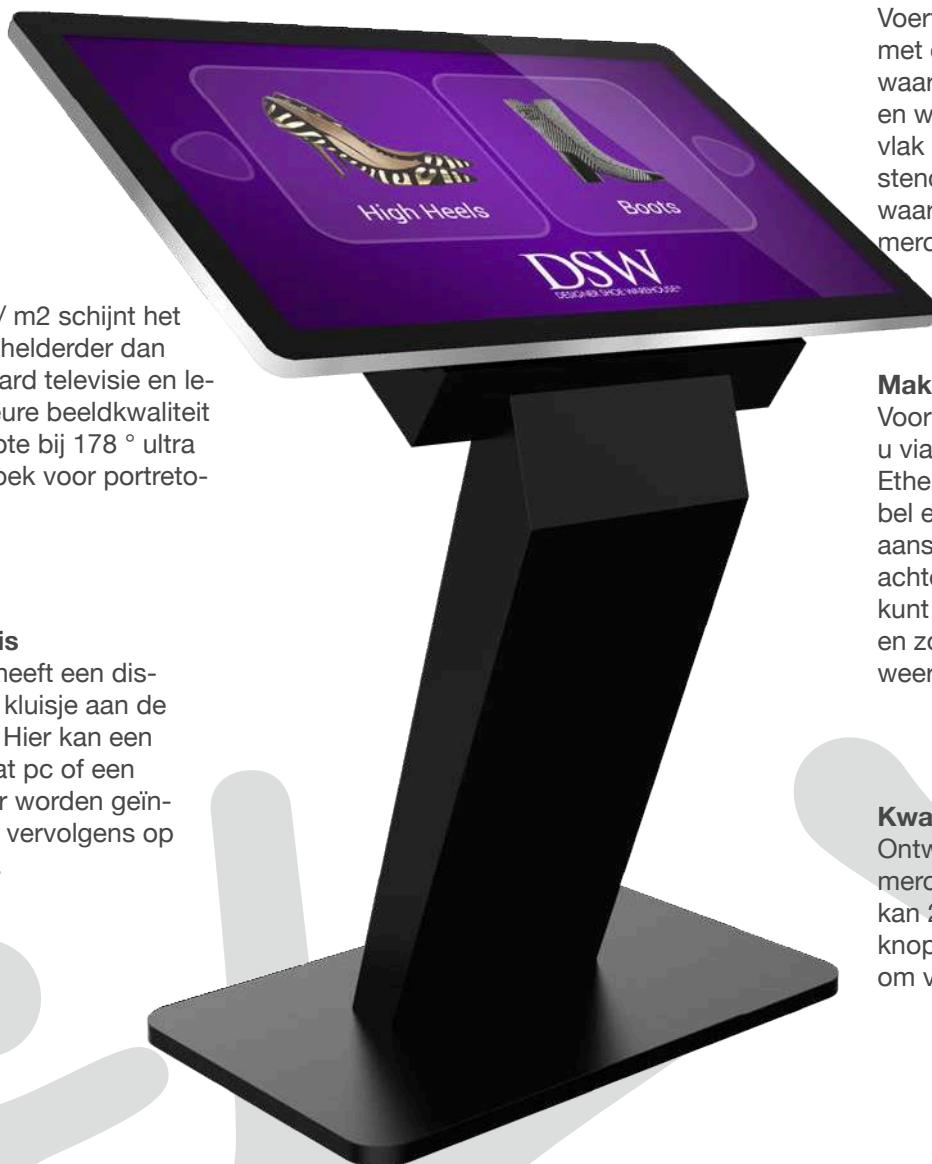 High Heels
Boots
DSW
DESIGNER SHOE WAREHOUSE®
/ m2 schijnt het
helderder dan
ard televisie en le-
eure beeldkwaliteit
pte bij 178 ° ultra
oek voor portreto-
is
heeft een dis-
kluisje aan de
Hier kan een
at pc of een
r worden geïn-
vervolgens op
Voer
met
waar
en w
vlak
stend
waar
merc
Mak
Voor
u via
Ethe
bel e
aans
achte
kunt
en zo
weer
Kwa
Ontw
merc
kan 2
knop
om v